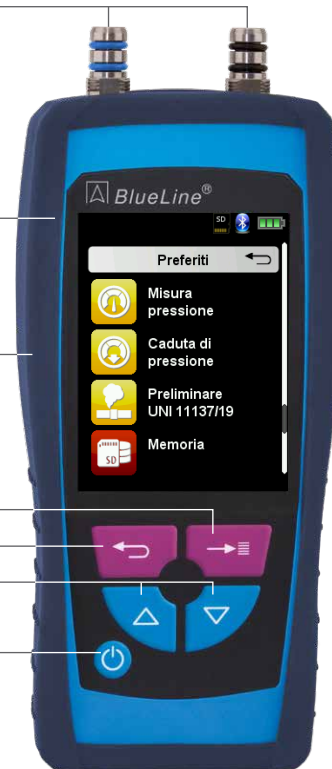 BlueLine®
SD
Preferiti
Misura
pressione
Caduta di
pressione
Preliminare
UNI 11137/19
Memoria
SD